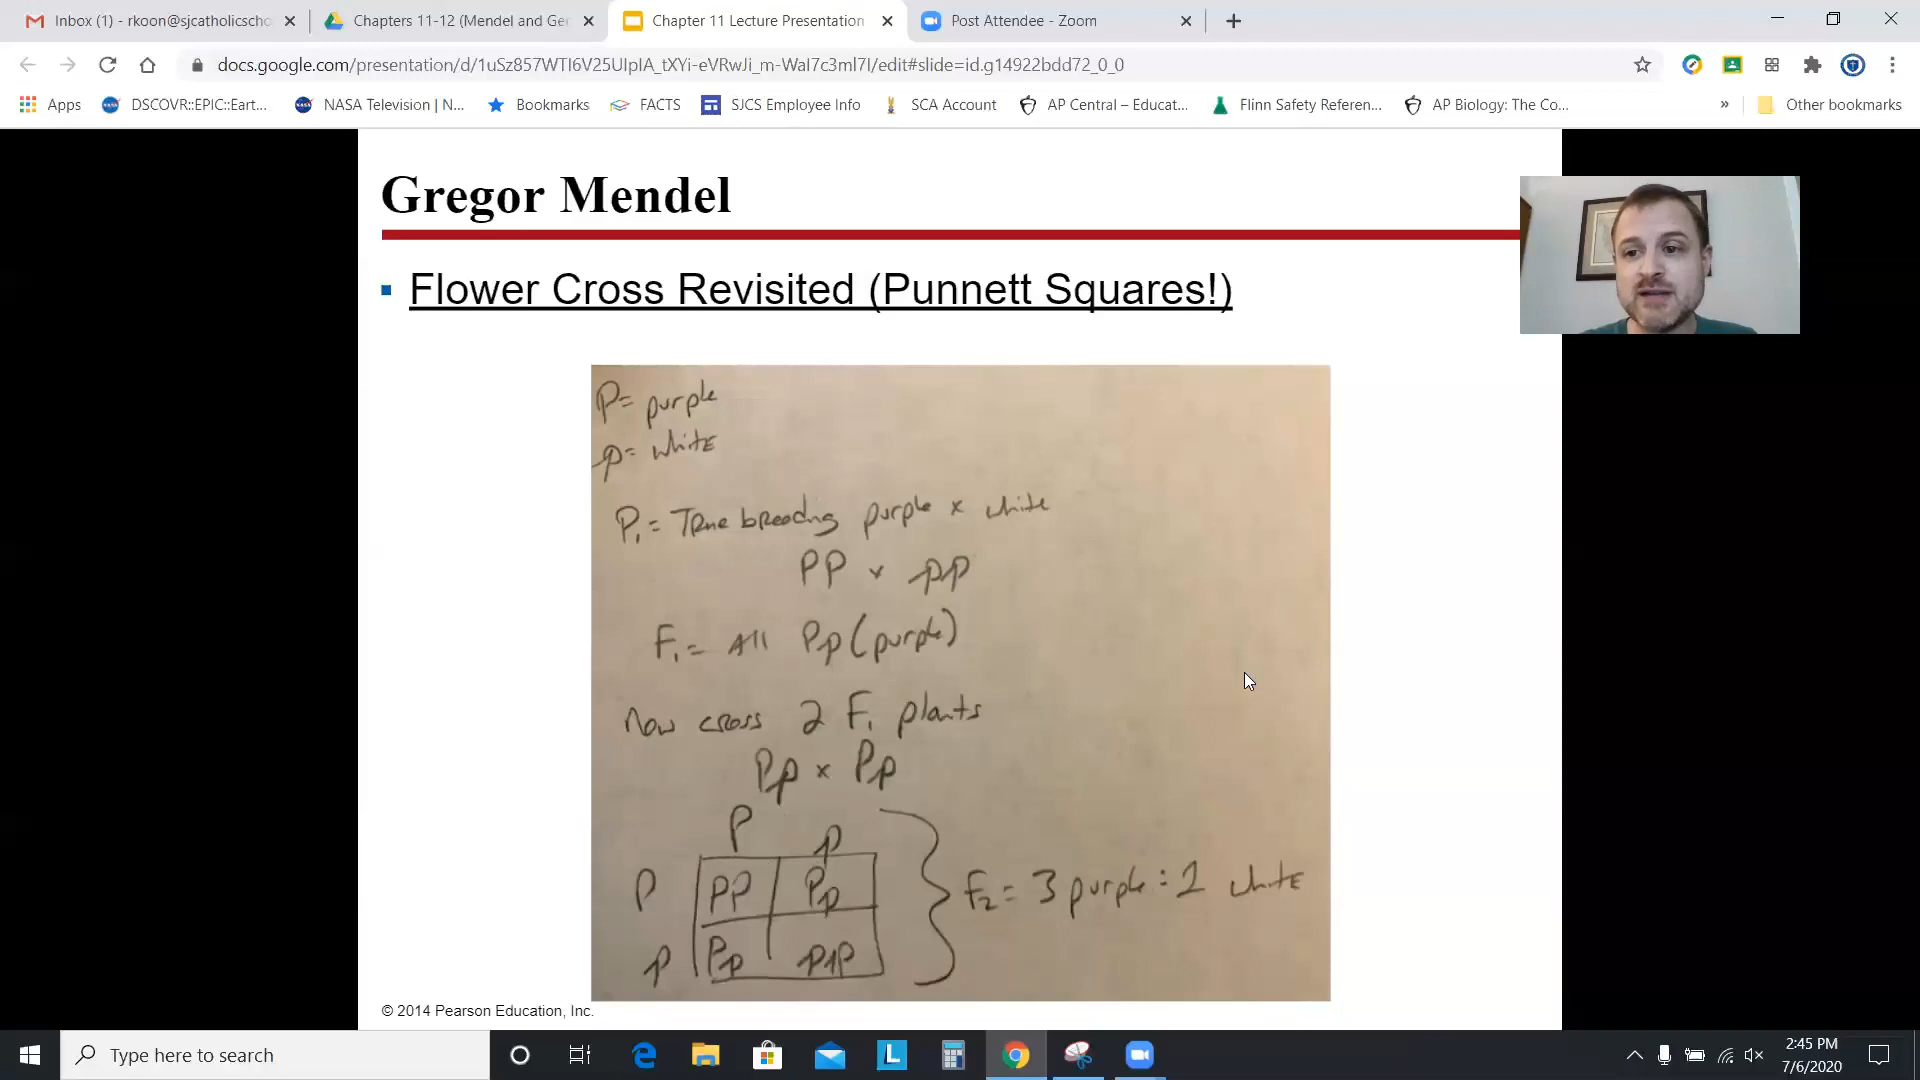 Inbox (1) - rkoon@sjcatholicscho
Chapters 11-12 (Mendel and Ge
Chapter 11 Lecture Presentation
Post Attendee - Zoom
docs.google.com/presentation/d/1uSz857WTI6V25UIpIA_tXYi-eVRwJi_m-WaI7c3ml7I/edit#slide=id.g14922bdd72_0_0
Apps
DSCOVR::EPIC::Eart...
NASA Television | N...
Bookmarks
FACTS
SJCS Employee Info
SCA Account
AP Central – Educat...
Flinn Safety Referen...
AP Biology: The Co...
»
Other bookmarks
Gregor Mendel
▪ Flower Cross Revisited (Punnett Squares!)
P = purple
p = white
P₁ = True breeding purple x white
PP x pp
F₁ = All Pp (purple)
Now cross 2 F₁ plants
Pp x Pp
P p
P PP Pp
p Pp pp
F₂ = 3 purple : 1 white
© 2014 Pearson Education, Inc.
Type here to search
2:45 PM
7/6/2020